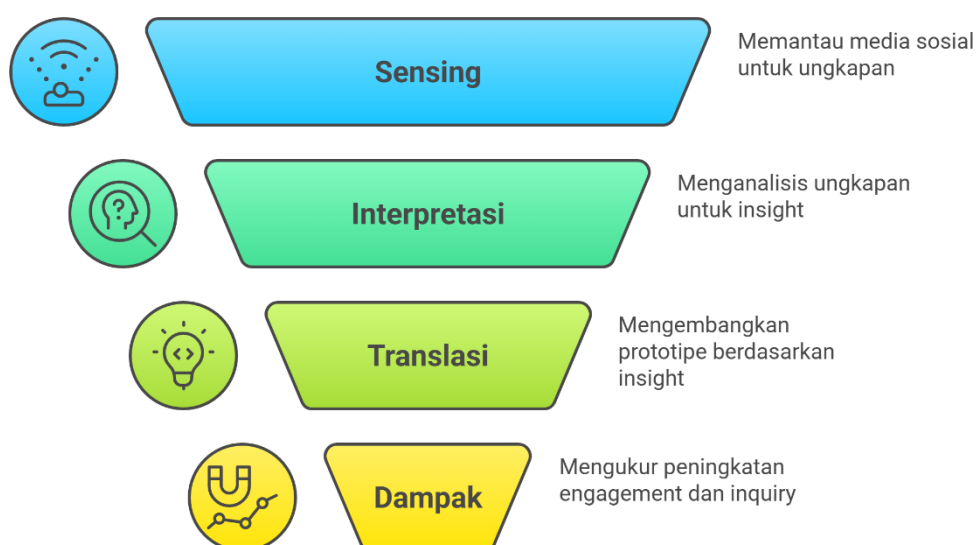 Sensing
Memantau media sosial
untuk ungkapan
Interpretasi
Menganalisis ungkapan
untuk insight
Translasi
Mengembangkan
prototipe berdasarkan
insight
Dampak
Mengukur peningkatan
engagement dan inquiry